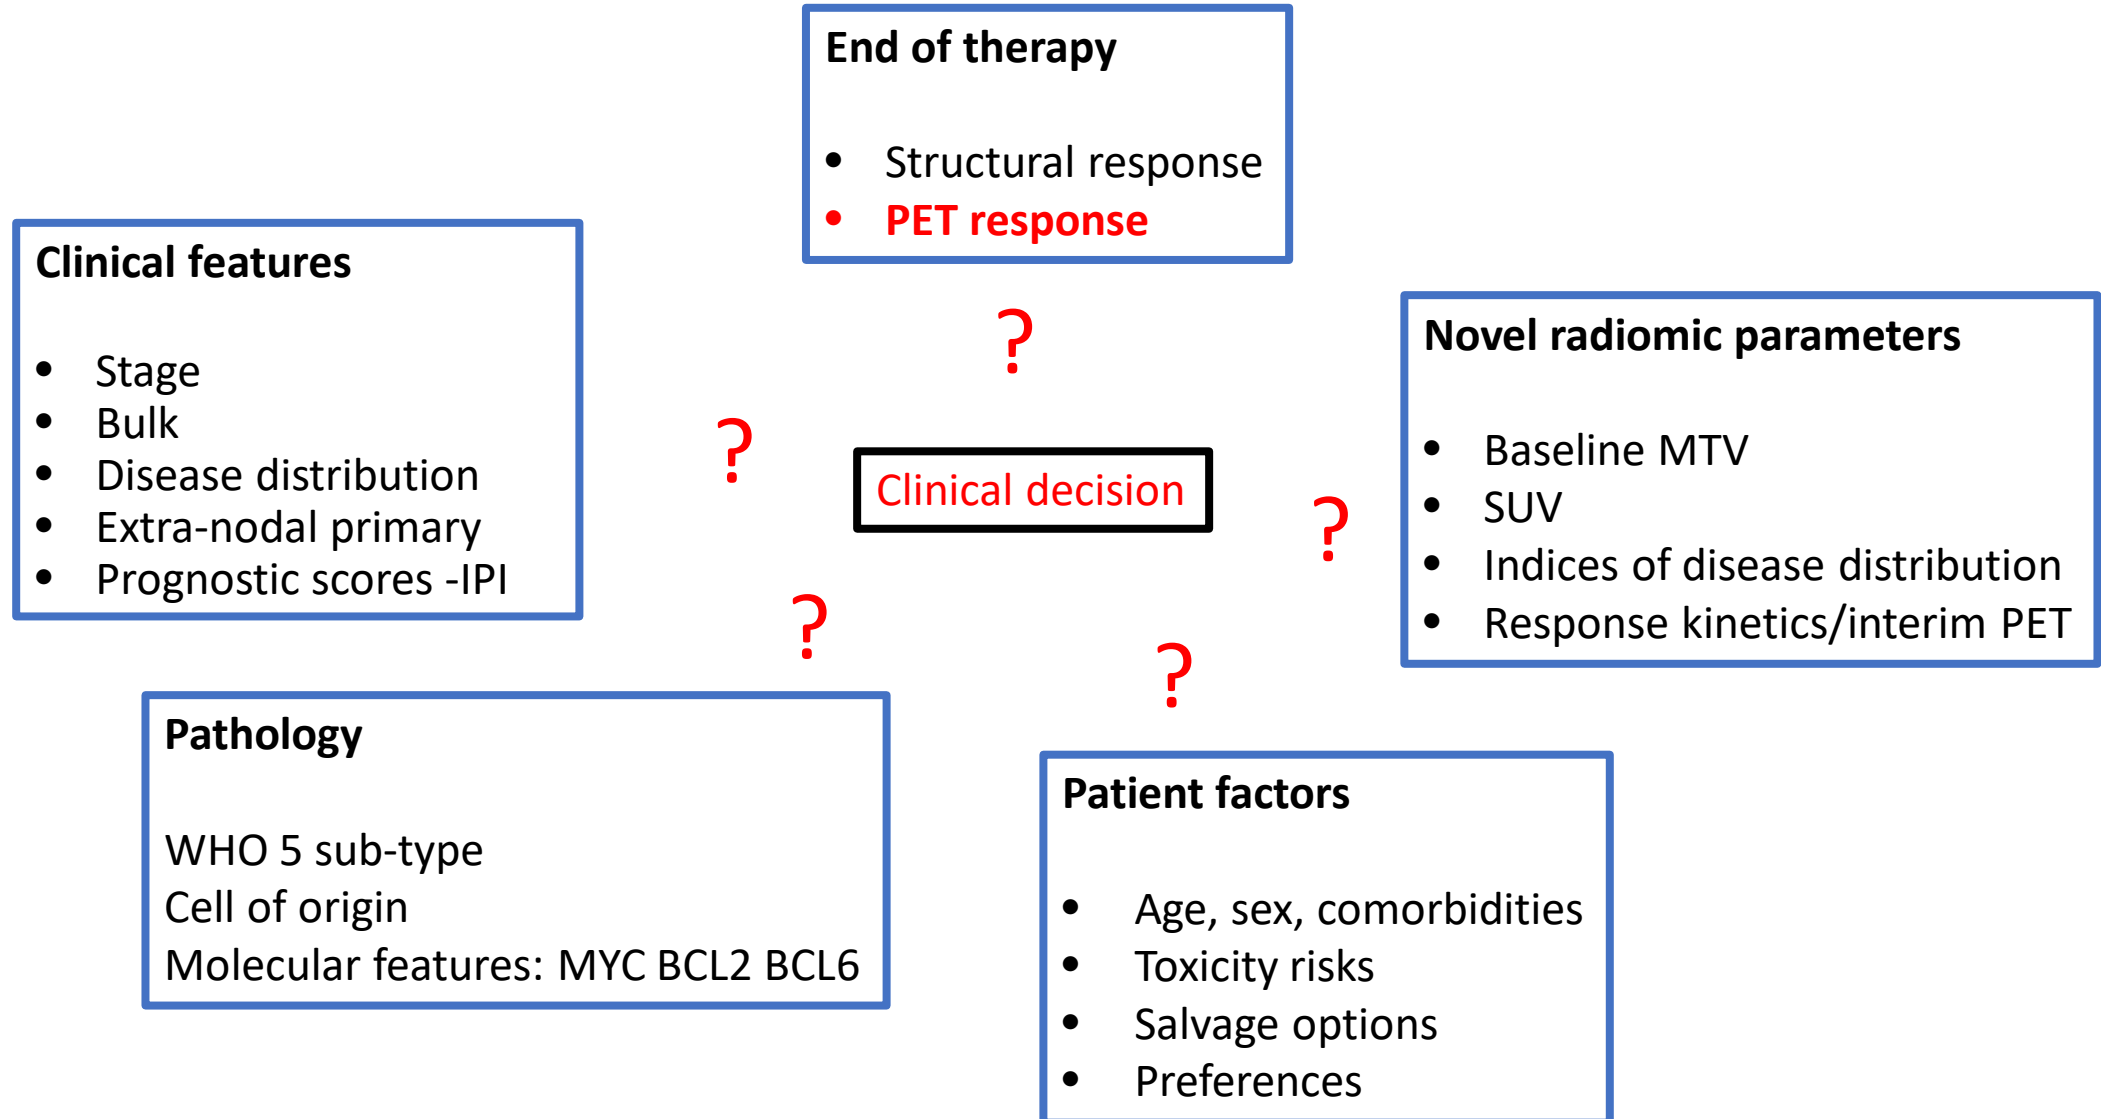 End of therapy
• Structural response
• PET response
Clinical features
• Stage
• Bulk
• Disease distribution
• Extra-nodal primary
• Prognostic scores -IPI
?
?
Clinical decision
?
?
?
Novel radiomic parameters
• Baseline MTV
• SUV
• Indices of disease distribution
• Response kinetics/interim PET
Pathology
WHO 5 sub-type
Cell of origin
Molecular features: MYC BCL2 BCL6
Patient factors
• Age, sex, comorbidities
• Toxicity risks
• Salvage options
• Preferences